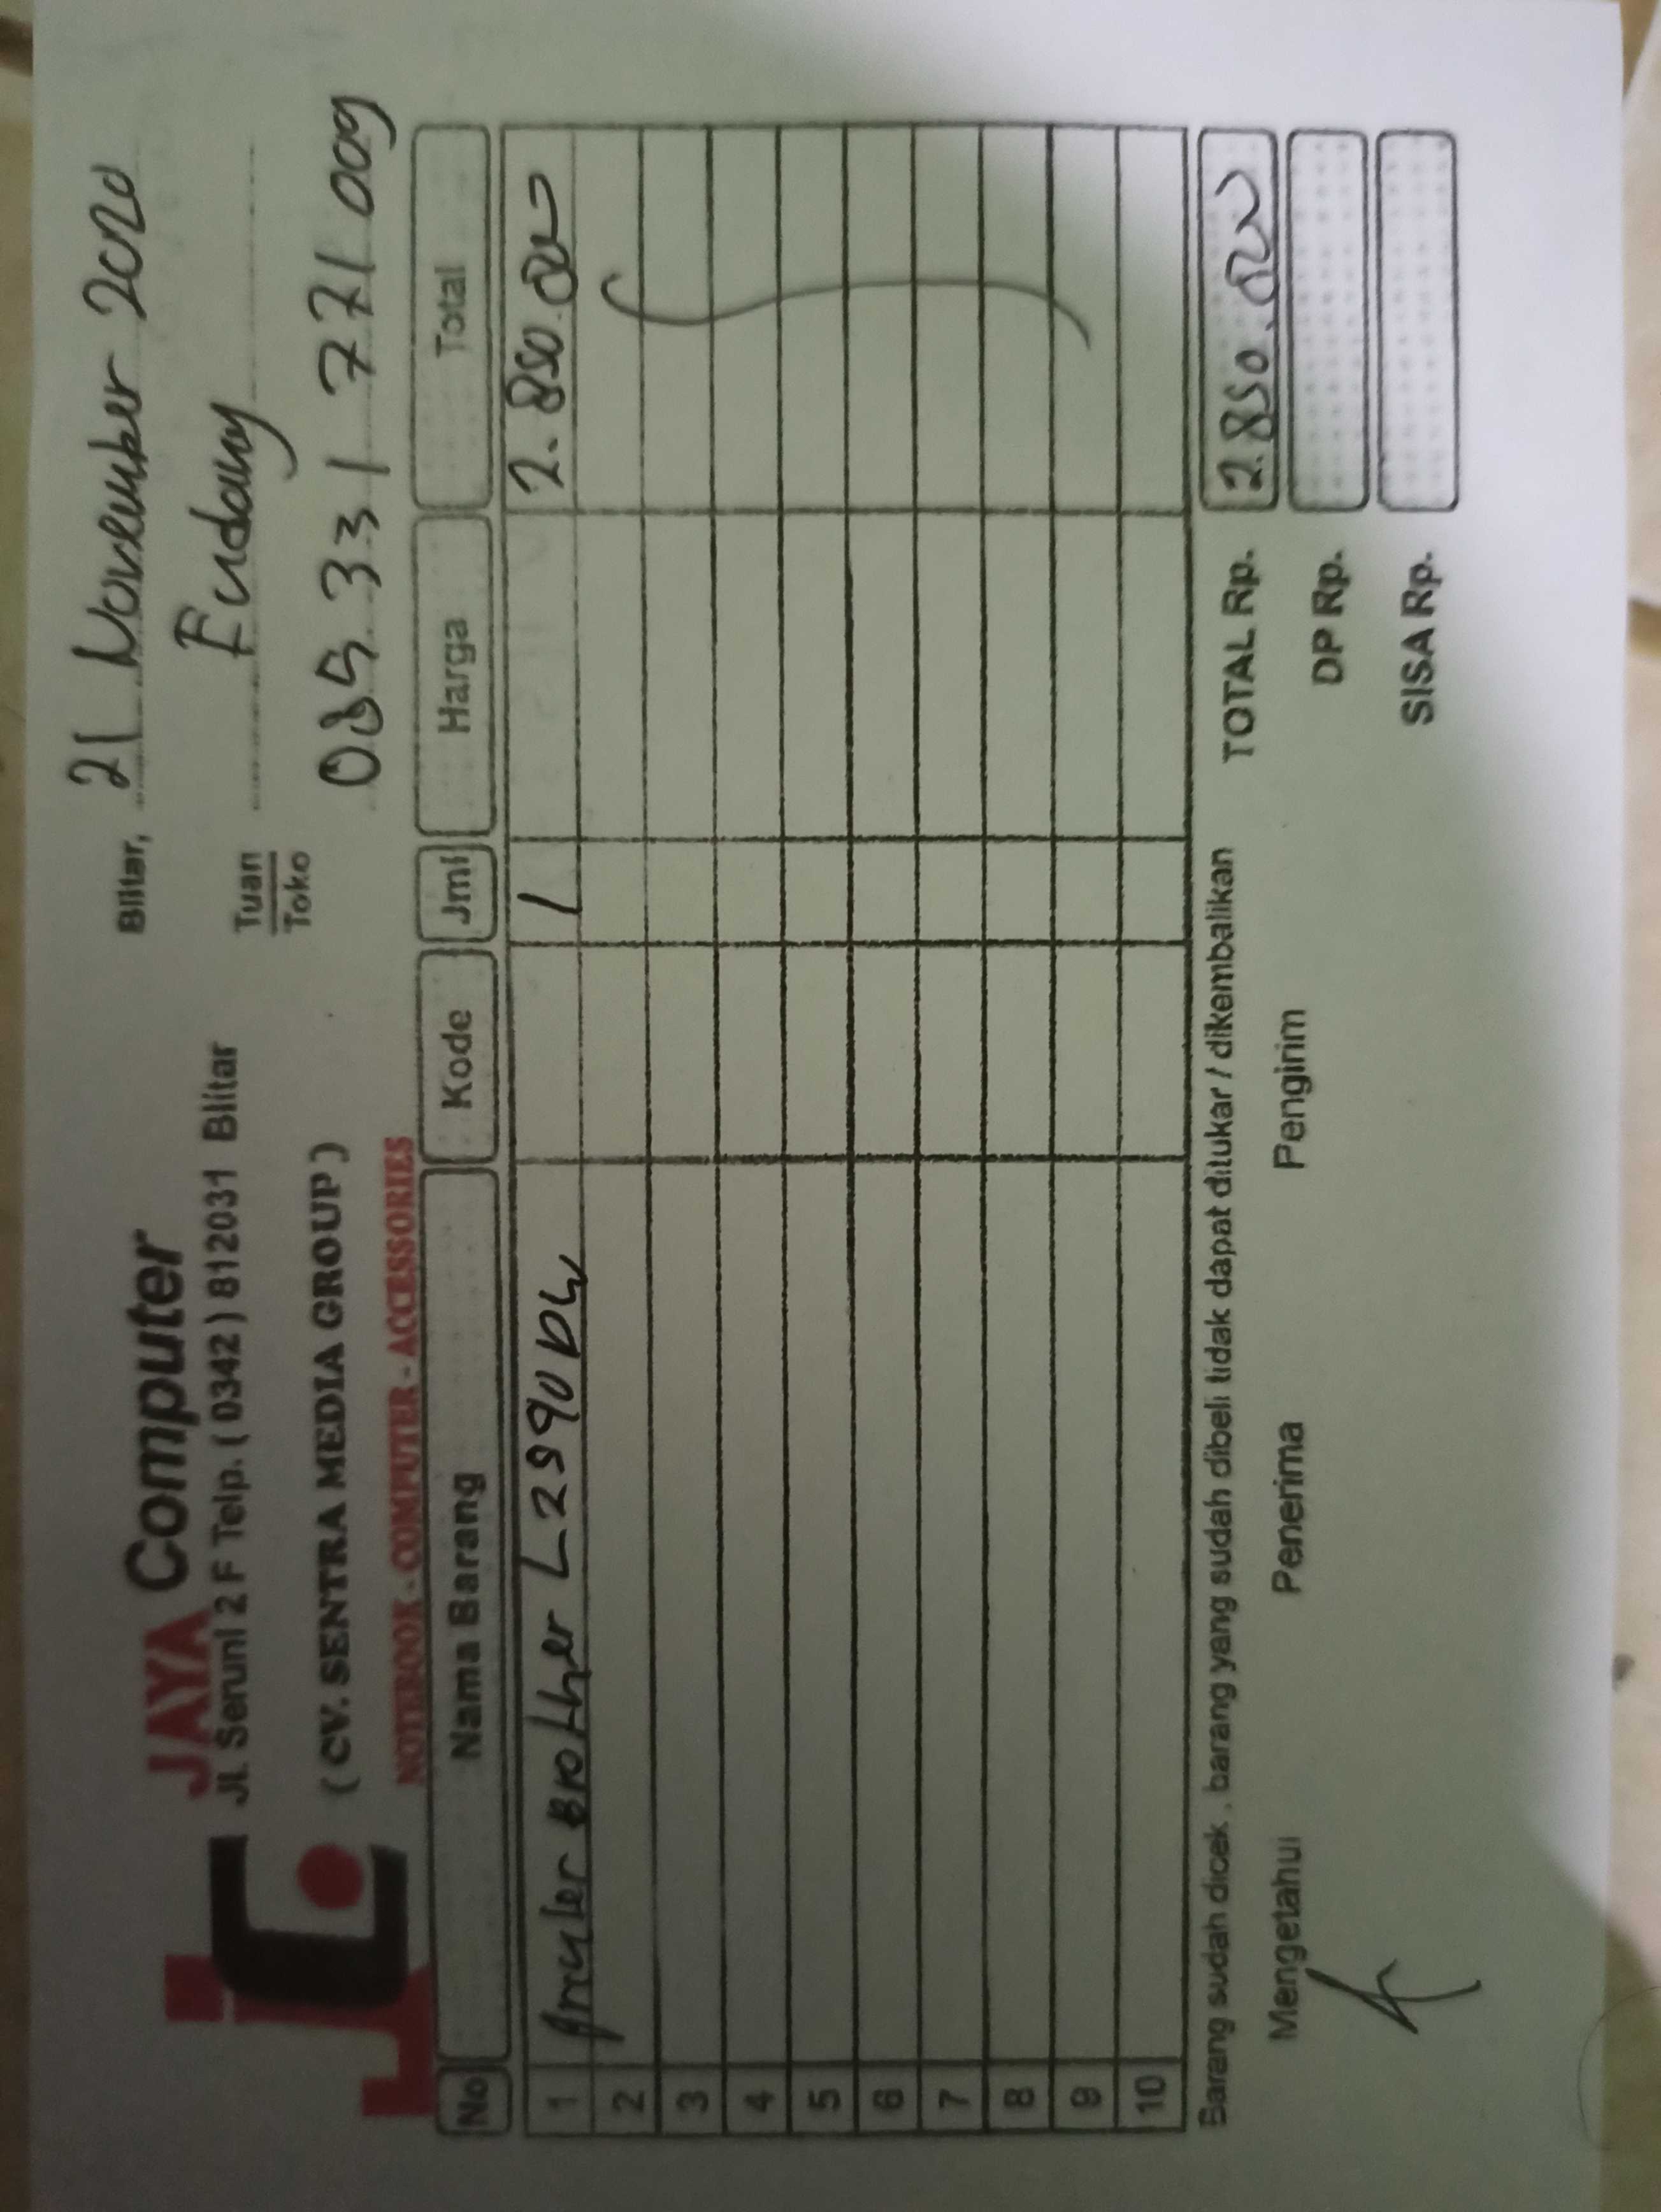 JAYA Computer
Jl. Seruni 2 F Telp. ( 0342 ) 812031 Blitar
( CV. SENTRA MEDIA GROUP )
NOTEBOOK - COMPUTER - ACCESSORIES
Blitar, 21 November 2020
Tuan Endang
Toko
085 331 771 009
No Nama Barang Kode Jml Harga Total
1 Printer Brother L2590DW 1 2.850.000
2
3
4
5
6
7
8
9
10
Barang sudah dicek , barang yang sudah dibeli tidak dapat ditukar / dikembalikan
TOTAL Rp. 2.850.000
Mengetahui Penerima Pengirim
DP Rp.
SISA Rp.